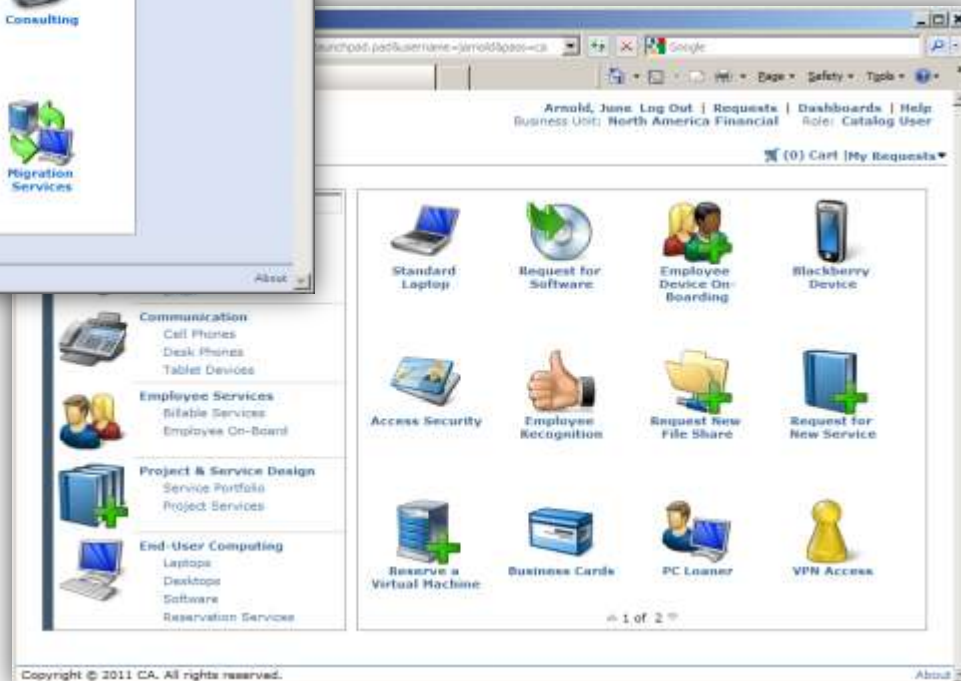 Consulting
Migration
Services
About
Google
Page
Safety
Tools
Arnold, June Log Out | Requests | Dashboards | Help
Business Unit: North America Financial Role: Catalog User
(0) Cart |My Requests
Communication
Cell Phones
Desk Phones
Tablet Devices
Employee Services
Billable Services
Employee On-Board
Project & Service Design
Service Portfolio
Project Services
End-User Computing
Laptops
Desktops
Software
Reservation Services
Standard
Laptop
Request for
Software
Employee
Device On-
Boarding
Blackberry
Device
Access Security
Employee
Recognition
Request New
File Share
Request for
New Service
Reserve a
Virtual Machine
Business Cards
PC Loaner
VPN Access
1 of 2
Copyright © 2011 CA. All rights reserved.
About